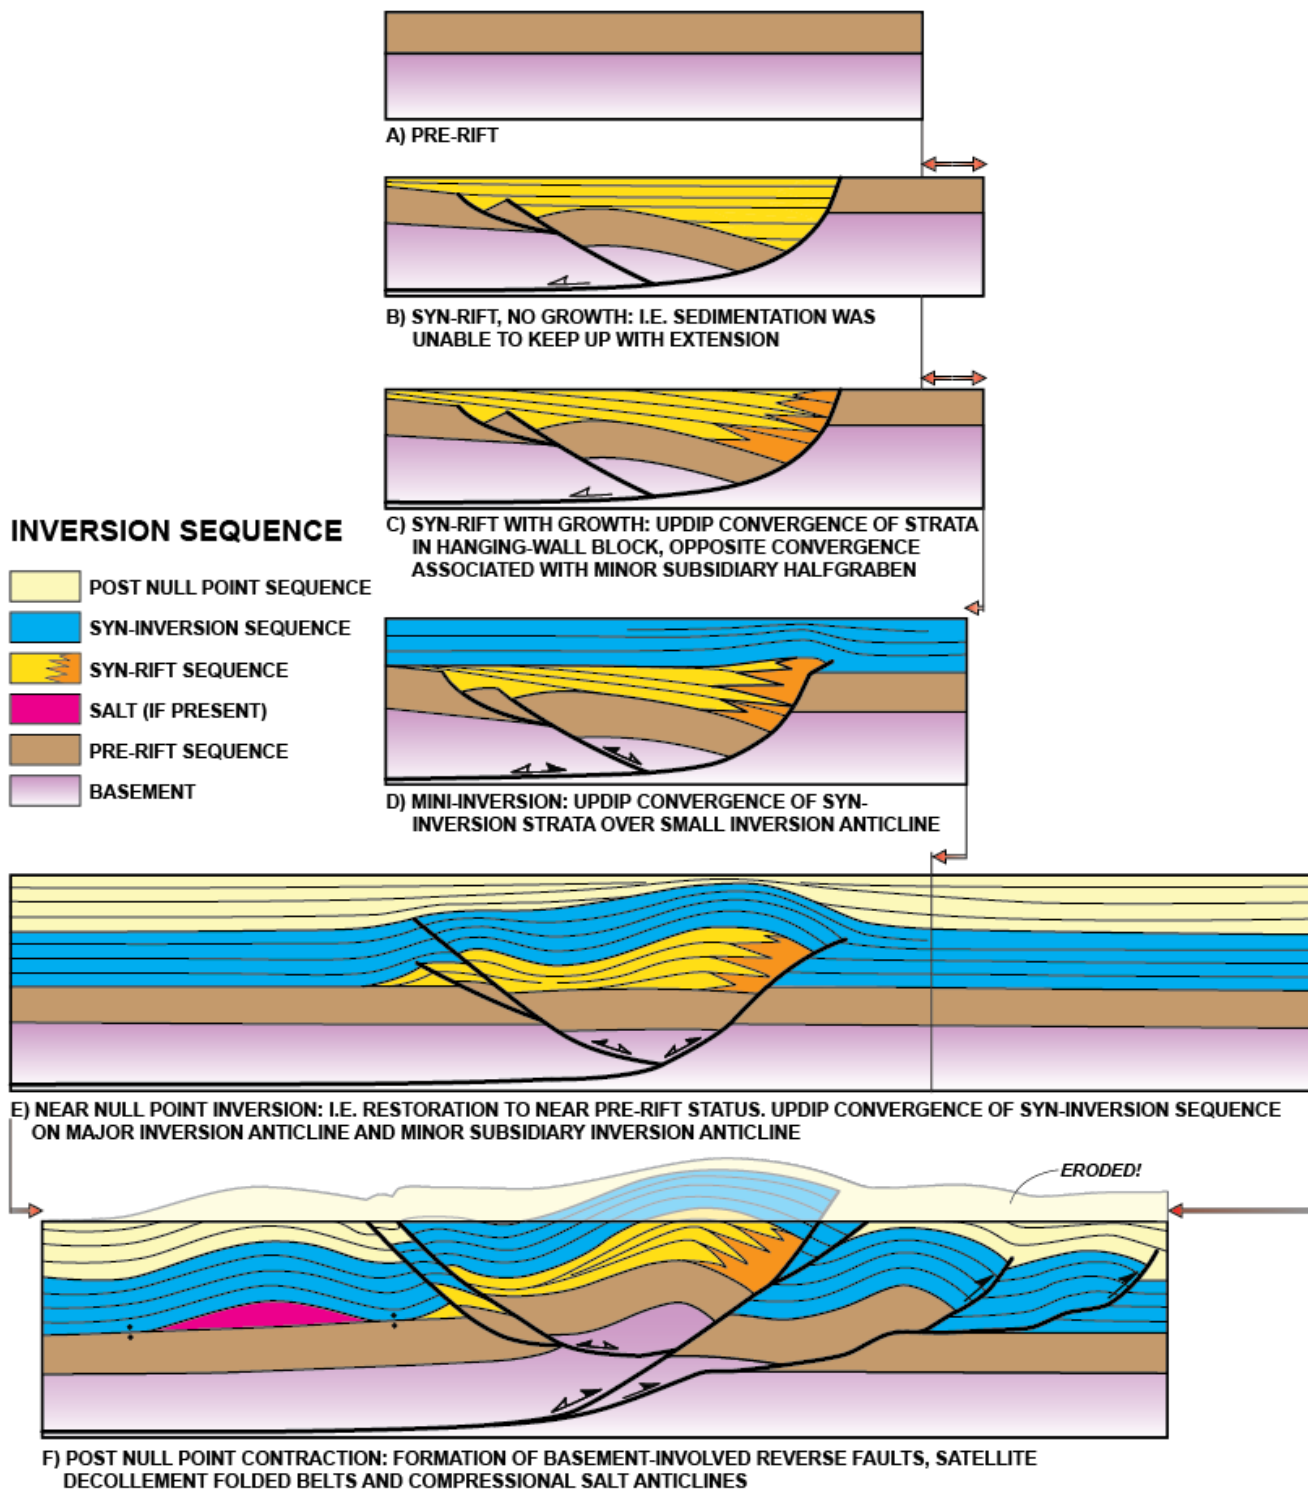 A) PRE-RIFT
B) SYN-RIFT, NO GROWTH: I.E. SEDIMENTATION WAS
UNABLE TO KEEP UP WITH EXTENSION
C) SYN-RIFT WITH GROWTH: UPDIP CONVERGENCE OF STRATA
IN HANGING-WALL BLOCK, OPPOSITE CONVERGENCE
ASSOCIATED WITH MINOR SUBSIDIARY HALFGRABEN
INVERSION SEQUENCE
POST NULL POINT SEQUENCE
SYN-INVERSION SEQUENCE
SYN-RIFT SEQUENCE
SALT (IF PRESENT)
PRE-RIFT SEQUENCE
BASEMENT
D) MINI-INVERSION: UPDIP CONVERGENCE OF SYN-
INVERSION STRATA OVER SMALL INVERSION ANTICLINE
E) NEAR NULL POINT INVERSION: I.E. RESTORATION TO NEAR PRE-RIFT STATUS. UPDIP CONVERGENCE OF SYN-INVERSION SEQUENCE
ON MAJOR INVERSION ANTICLINE AND MINOR SUBSIDIARY INVERSION ANTICLINE
ERODED!
F) POST NULL POINT CONTRACTION: FORMATION OF BASEMENT-INVOLVED REVERSE FAULTS, SATELLITE
DECOLLEMENT FOLDED BELTS AND COMPRESSIONAL SALT ANTICLINES